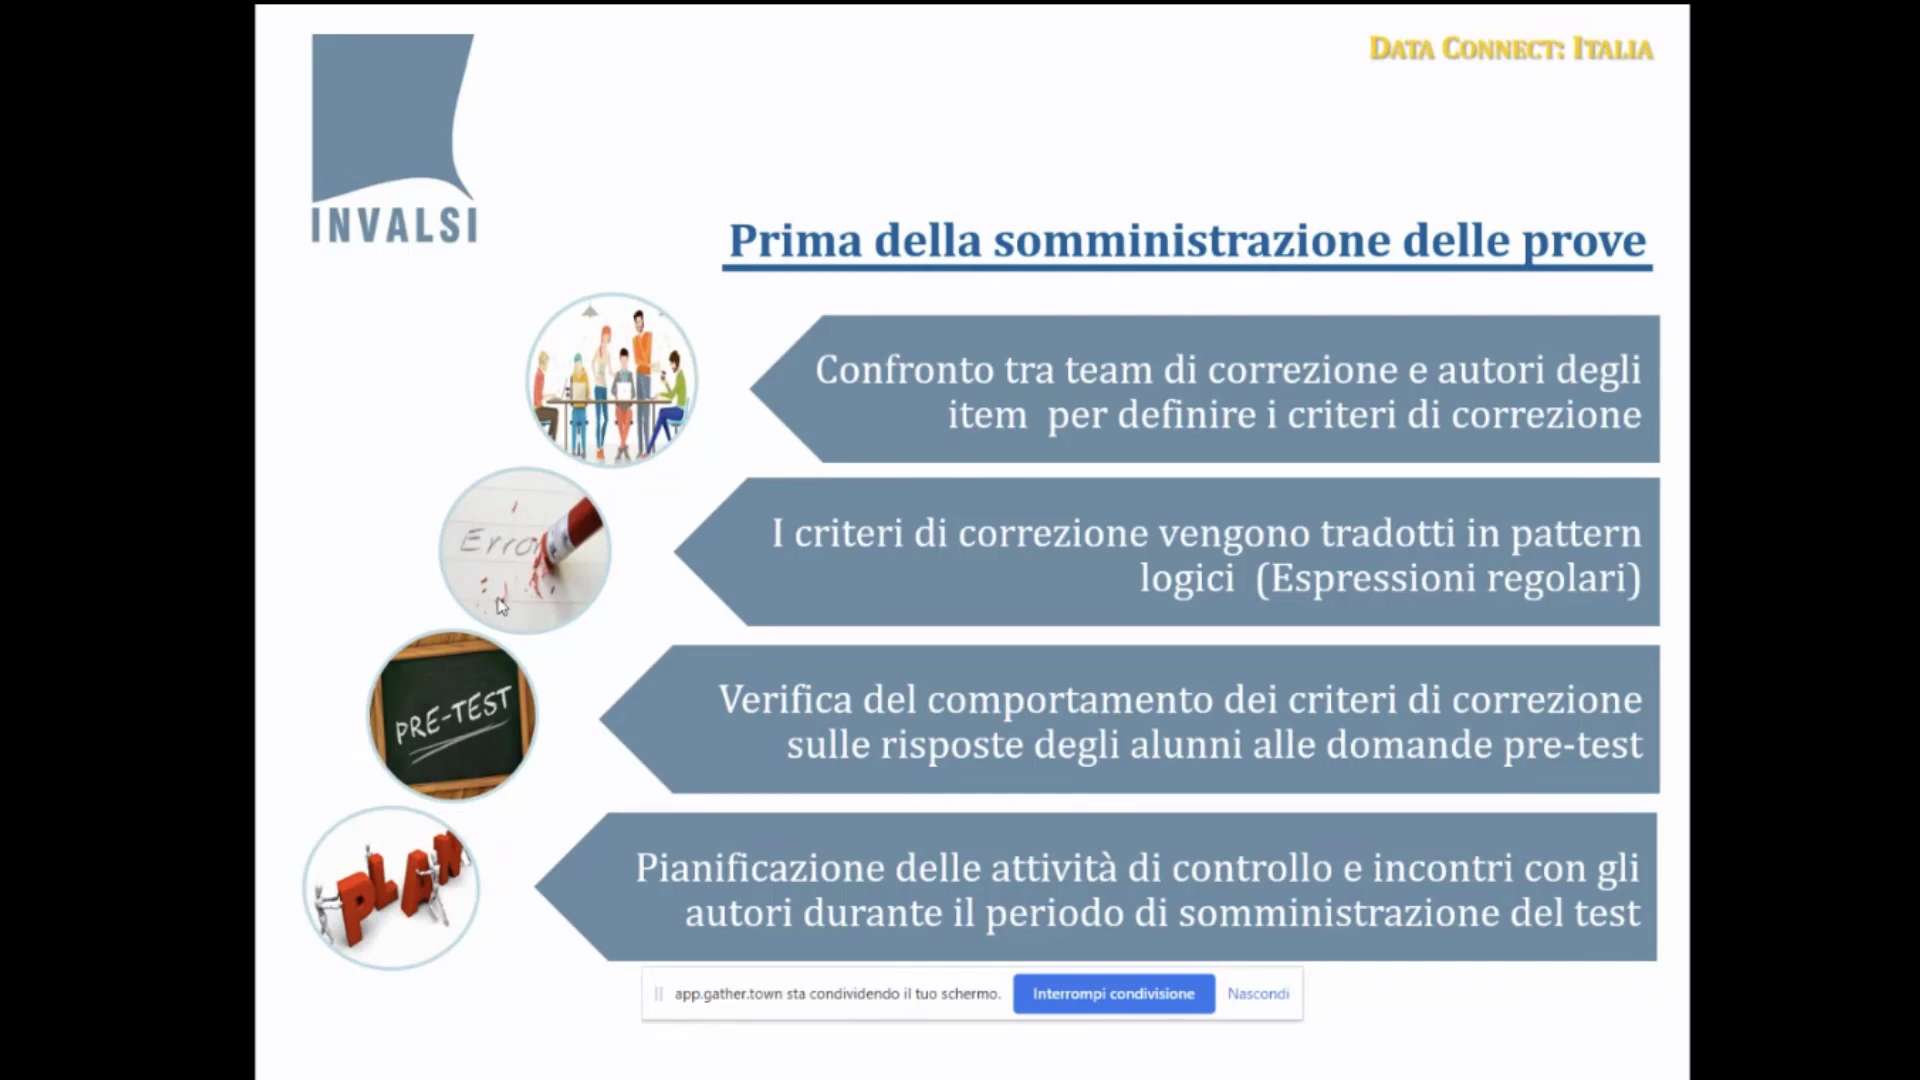 DATA CONNECT: ITALIA
INVALSI
Prima della somministrazione delle prove
Confronto tra team di correzione e autori degli
item per definire i criteri di correzione
Error
I criteri di correzione vengono tradotti in pattern
logici (Espressioni regolari)
PRE-TEST
Verifica del comportamento dei criteri di correzione
sulle risposte degli alunni alle domande pre-test
PLAN
Pianificazione delle attività di controllo e incontri con gli
autori durante il periodo di somministrazione del test
app.gather.town sta condividendo il tuo schermo.
Interrompi condivisione
Nascondi